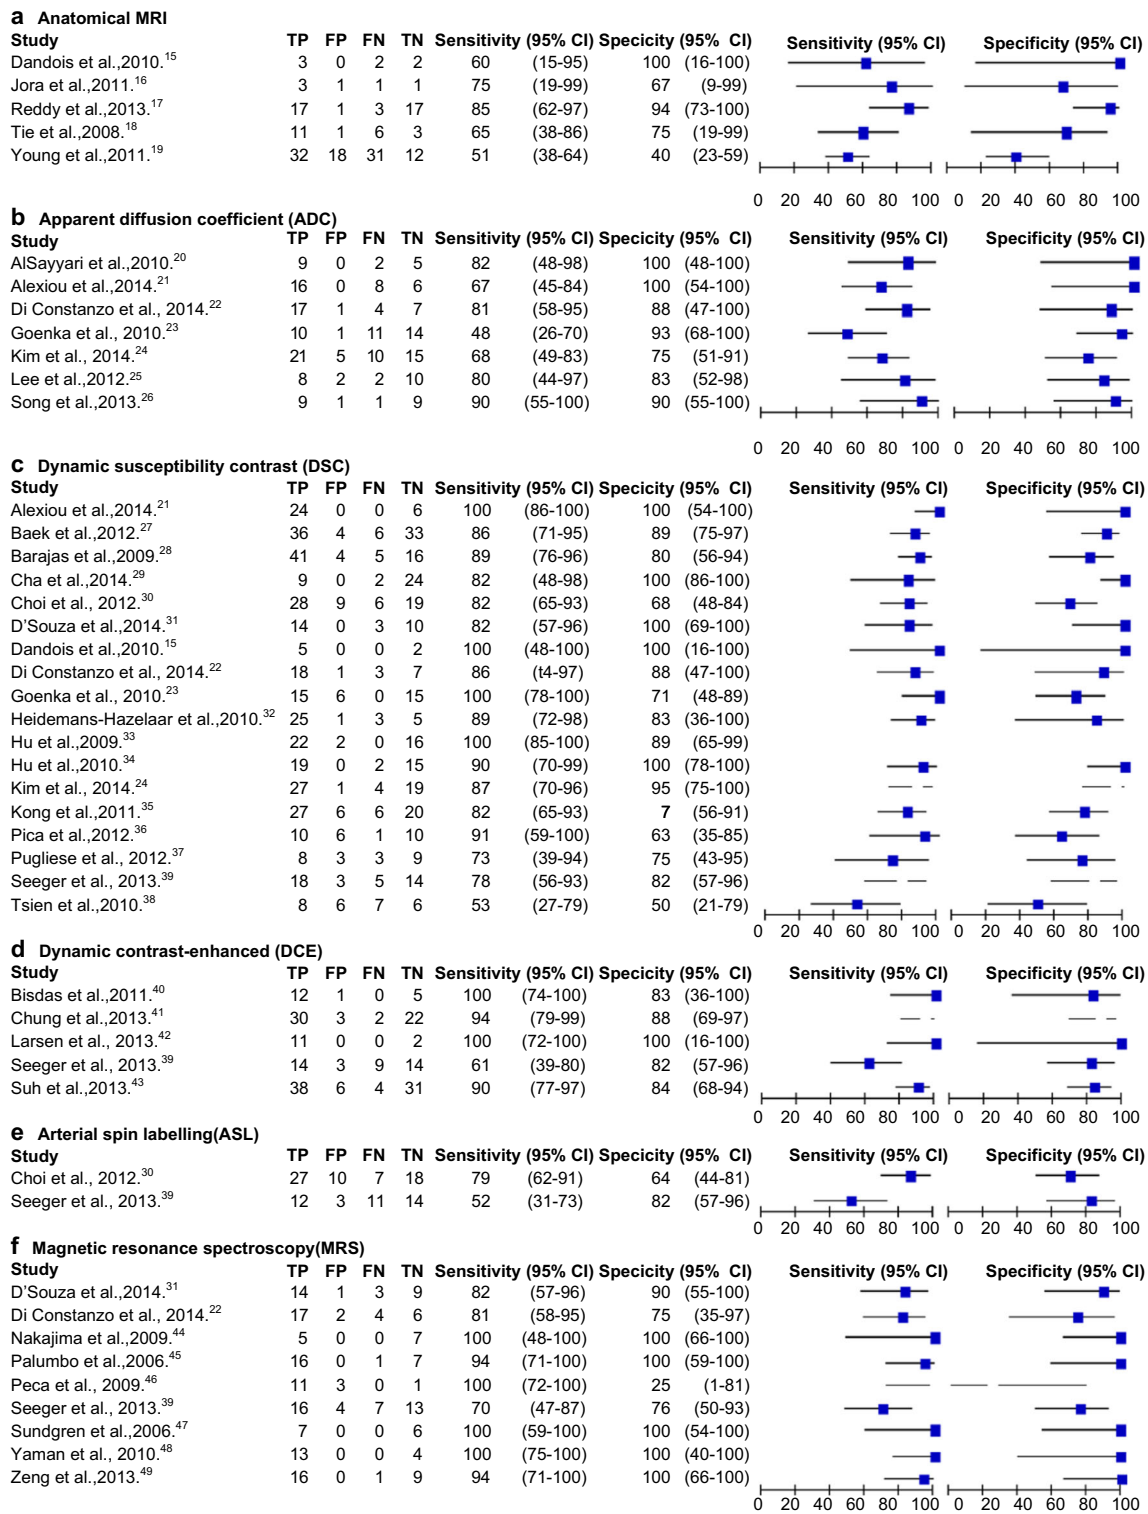 a Anatomical MRI
Study TP FP FN TN Sensitivity (95% CI) Specicity (95% CI) Sensitivity (95% CI) Specificity (95% CI)
Dandois et al.,2010.15 3 0 2 2 60 (15-95) 100 (16-100)
Jora et al.,2011.16 3 1 1 1 75 (19-99) 67 (9-99)
Reddy et al.,2013.17 17 1 3 17 85 (62-97) 94 (73-100)
Tie et al.,2008.18 11 1 6 3 65 (38-86) 75 (19-99)
Young et al.,2011.19 32 18 31 12 51 (38-64) 40 (23-59)
0 20 40 60 80 100 0 20 40 60 80 100
b Apparent diffusion coefficient (ADC)
Study TP FP FN TN Sensitivity (95% CI) Specicity (95% CI) Sensitivity (95% CI) Specificity (95% CI)
AlSayyari et al.,2010.20 9 0 2 5 82 (48-98) 100 (48-100)
Alexiou et al.,2014.21 16 0 8 6 67 (45-84) 100 (54-100)
Di Constanzo et al., 2014.22 17 1 4 7 81 (58-95) 88 (47-100)
Goenka et al., 2010.23 10 1 11 14 48 (26-70) 93 (68-100)
Kim et al., 2014.24 21 5 10 15 68 (49-83) 75 (51-91)
Lee et al.,2012.25 8 2 2 10 80 (44-97) 83 (52-98)
Song et al.,2013.26 9 1 1 9 90 (55-100) 90 (55-100)
0 20 40 60 80 100 0 20 40 60 80 100
c Dynamic susceptibility contrast (DSC)
Study TP FP FN TN Sensitivity (95% CI) Specicity (95% CI) Sensitivity (95% CI) Specificity (95% CI)
Alexiou et al.,2014.21 24 0 0 6 100 (86-100) 100 (54-100)
Baek et al.,2012.27 36 4 6 33 86 (71-95) 89 (75-97)
Barajas et al.,2009.28 41 4 5 16 89 (76-96) 80 (56-94)
Cha et al.,2014.29 9 0 2 24 82 (48-98) 100 (86-100)
Choi et al., 2012.30 28 9 6 19 82 (65-93) 68 (48-84)
D'Souza et al.,2014.31 14 0 3 10 82 (57-96) 100 (69-100)
Dandois et al.,2010.15 5 0 0 2 100 (48-100) 100 (16-100)
Di Constanzo et al., 2014.22 18 1 3 7 86 (t4-97) 88 (47-100)
Goenka et al., 2010.23 15 6 0 15 100 (78-100) 71 (48-89)
Heidemans-Hazelaar et al.,2010.32 25 1 3 5 89 (72-98) 83 (36-100)
Hu et al.,2009.33 22 2 0 16 100 (85-100) 89 (65-99)
Hu et al.,2010.34 19 0 2 15 90 (70-99) 100 (78-100)
Kim et al., 2014.24 27 1 4 19 87 (70-96) 95 (75-100)
Kong et al.,2011.35 27 6 6 20 82 (65-93) 7 (56-91)
Pica et al.,2012.36 10 6 1 10 91 (59-100) 63 (35-85)
Pugliese et al., 2012.37 8 3 3 9 73 (39-94) 75 (43-95)
Seeger et al., 2013.39 18 3 5 14 78 (56-93) 82 (57-96)
Tsien et al.,2010.38 8 6 7 6 53 (27-79) 50 (21-79)
0 20 40 60 80 100 0 20 40 60 80 100
d Dynamic contrast-enhanced (DCE)
Study TP FP FN TN Sensitivity (95% CI) Specicity (95% CI) Sensitivity (95% CI) Specificity (95% CI)
Bisdas et al.,2011.40 12 1 0 5 100 (74-100) 83 (36-100)
Chung et al.,2013.41 30 3 2 22 94 (79-99) 88 (69-97)
Larsen et al., 2013.42 11 0 0 2 100 (72-100) 100 (16-100)
Seeger et al., 2013.39 14 3 9 14 61 (39-80) 82 (57-96)
Suh et al.,2013.43 38 6 4 31 90 (77-97) 84 (68-94)
0 20 40 60 80 100 0 20 40 60 80 100
e Arterial spin labelling(ASL)
Study TP FP FN TN Sensitivity (95% CI) Specicity (95% CI) Sensitivity (95% CI) Specificity (95% CI)
Choi et al., 2012.30 27 10 7 18 79 (62-91) 64 (44-81)
Seeger et al., 2013.39 12 3 11 14 52 (31-73) 82 (57-96)
0 20 40 60 80 100 0 20 40 60 80 100
f Magnetic resonance spectroscopy(MRS)
Study TP FP FN TN Sensitivity (95% CI) Specicity (95% CI) Sensitivity (95% CI) Specificity (95% CI)
D'Souza et al.,2014.31 14 1 3 9 82 (57-96) 90 (55-100)
Di Constanzo et al., 2014.22 17 2 4 6 81 (58-95) 75 (35-97)
Nakajima et al.,2009.44 5 0 0 7 100 (48-100) 100 (66-100)
Palumbo et al.,2006.45 16 0 1 7 94 (71-100) 100 (59-100)
Peca et al., 2009.46 11 3 0 1 100 (72-100) 25 (1-81)
Seeger et al.,2013.39 16 4 7 13 70 (47-87) 76 (50-93)
Sundgren et al.,2006.47 7 0 0 6 100 (59-100) 100 (54-100)
Yaman et al., 2010.48 13 0 0 4 100 (75-100) 100 (40-100)
Zeng et al.,2013.49 16 0 1 9 94 (71-100) 100 (66-100)
0 20 40 60 80 100 0 20 40 60 80 100